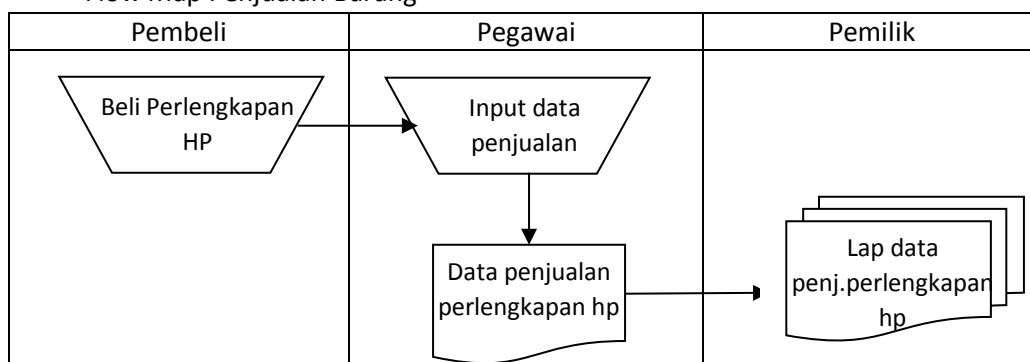 Flow Map Penjualan Barang
Pembeli
Pegawai
Pemilik
Beli Perlengkapan
HP
Input data
penjualan
Data penjualan
perlengkapan hp
Lap data
penj.perlengkapan
hp